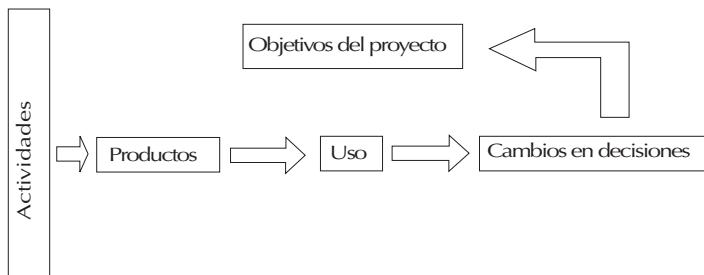 Objetivos del proyecto
Actividades
Productos
Uso
Cambios en decisiones